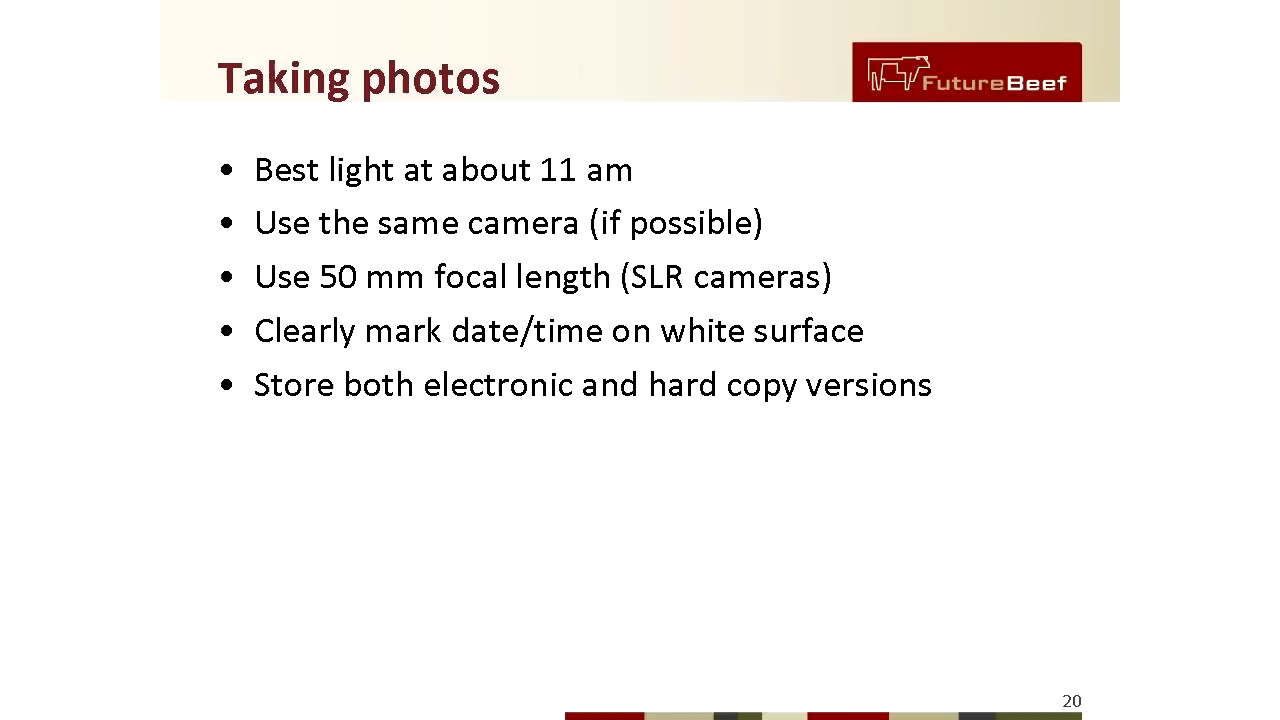 Taking photos
FutureBeef
• Best light at about 11 am
• Use the same camera (if possible)
• Use 50 mm focal length (SLR cameras)
• Clearly mark date/time on white surface
• Store both electronic and hard copy versions
20